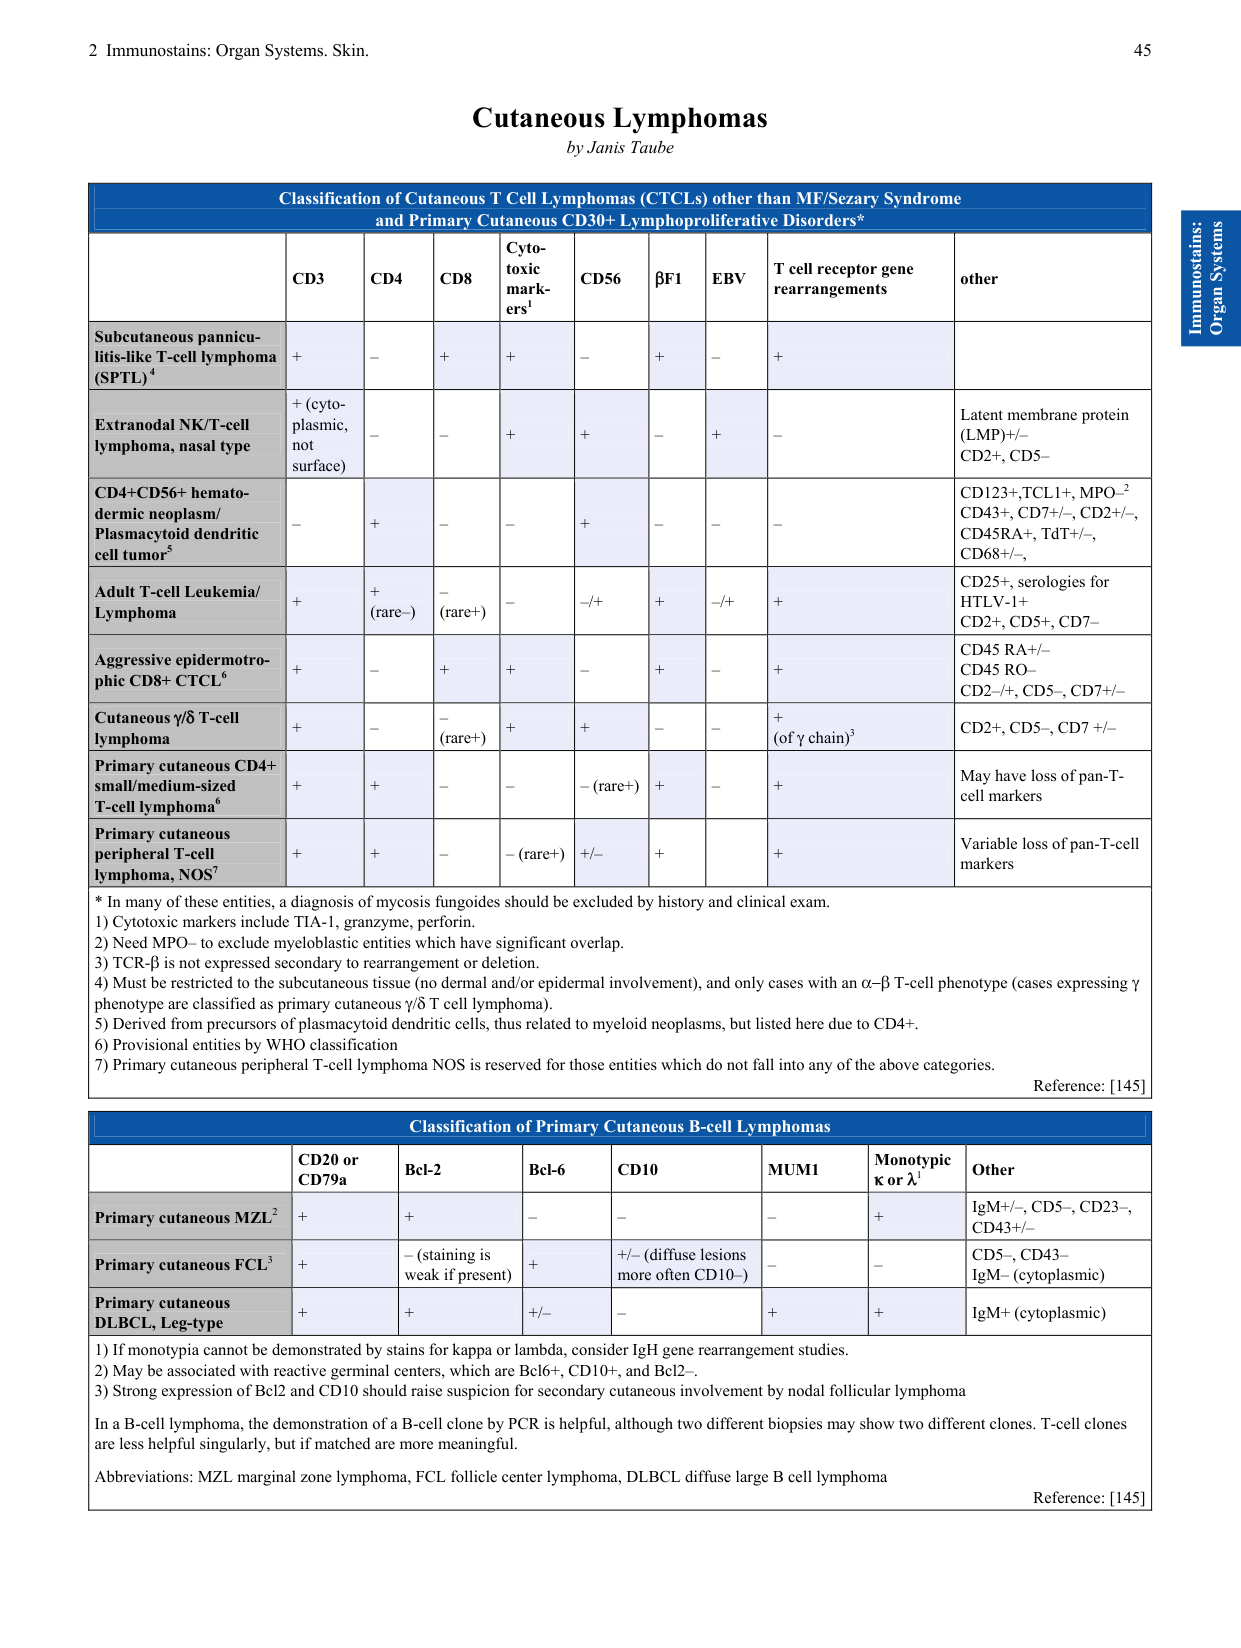 2  Immunostains: Organ Systems. Skin.
45
Cutaneous Lymphomas
by Janis Taube
Immunostains:
Organ Systems
Classification of Cutaneous T Cell Lymphomas (CTCLs) other than MF/Sezary Syndrome
and Primary Cutaneous CD30+ Lymphoproliferative Disorders*
CD3 CD4 CD8 Cyto-toxic mark-ers1 CD56 βF1 EBV T cell receptor gene rearrangements other
Subcutaneous pannicu-
litis-like T-cell lymphoma
(SPTL) 4
+ – + + – + – +
Extranodal NK/T-cell
lymphoma, nasal type
+ (cyto-
plasmic,
not
surface)
– – + + – + –
Latent membrane protein
(LMP)+/–
CD2+, CD5–
CD4+CD56+ hemato-
dermic neoplasm/
Plasmacytoid dendritic
cell tumor5
– + – – + – – –
CD123+,TCL1+, MPO–2
CD43+, CD7+/–, CD2+/–,
CD45RA+, TdT+/–,
CD68+/–,
Adult T-cell Leukemia/
Lymphoma
+
+
(rare–)
–
(rare+)
– –/+ + –/+ +
CD25+, serologies for
HTLV-1+
CD2+, CD5+, CD7–
Aggressive epidermotro-
phic CD8+ CTCL6
+ – + + – + – +
CD45 RA+/–
CD45 RO–
CD2–/+, CD5–, CD7+/–
Cutaneous γ/δ T-cell
lymphoma
+ –
–
(rare+)
+ + – –
+
(of γ chain)3
CD2+, CD5–, CD7 +/–
Primary cutaneous CD4+
small/medium-sized
T-cell lymphoma6
+ + – – – (rare+) + – +
May have loss of pan-T-
cell markers
Primary cutaneous
peripheral T-cell
lymphoma, NOS7
+ + – – (rare+) +/– + +
Variable loss of pan-T-cell
markers
* In many of these entities, a diagnosis of mycosis fungoides should be excluded by history and clinical exam.
1) Cytotoxic markers include TIA-1, granzyme, perforin.
2) Need MPO– to exclude myeloblastic entities which have significant overlap.
3) TCR-β is not expressed secondary to rearrangement or deletion.
4) Must be restricted to the subcutaneous tissue (no dermal and/or epidermal involvement), and only cases with an α–β T-cell phenotype (cases expressing γ
phenotype are classified as primary cutaneous γ/δ T cell lymphoma).
5) Derived from precursors of plasmacytoid dendritic cells, thus related to myeloid neoplasms, but listed here due to CD4+.
6) Provisional entities by WHO classification
7) Primary cutaneous peripheral T-cell lymphoma NOS is reserved for those entities which do not fall into any of the above categories.
Reference: [145]
Classification of Primary Cutaneous B-cell Lymphomas
CD20 or
CD79a
Bcl-2 Bcl-6 CD10 MUM1
Monotypic
κ or λ1
Other
Primary cutaneous MZL2
+ + – – – +
IgM+/–, CD5–, CD23–,
CD43+/–
Primary cutaneous FCL3
+
– (staining is
weak if present)
+
+/– (diffuse lesions
more often CD10–)
– –
CD5–, CD43–
IgM– (cytoplasmic)
Primary cutaneous
DLBCL, Leg-type
+ + +/– – + +
IgM+ (cytoplasmic)
1) If monotypia cannot be demonstrated by stains for kappa or lambda, consider IgH gene rearrangement studies.
2) May be associated with reactive germinal centers, which are Bcl6+, CD10+, and Bcl2–.
3) Strong expression of Bcl2 and CD10 should raise suspicion for secondary cutaneous involvement by nodal follicular lymphoma
In a B-cell lymphoma, the demonstration of a B-cell clone by PCR is helpful, although two different biopsies may show two different clones. T-cell clones
are less helpful singularly, but if matched are more meaningful.
Abbreviations: MZL marginal zone lymphoma, FCL follicle center lymphoma, DLBCL diffuse large B cell lymphoma
Reference: [145]